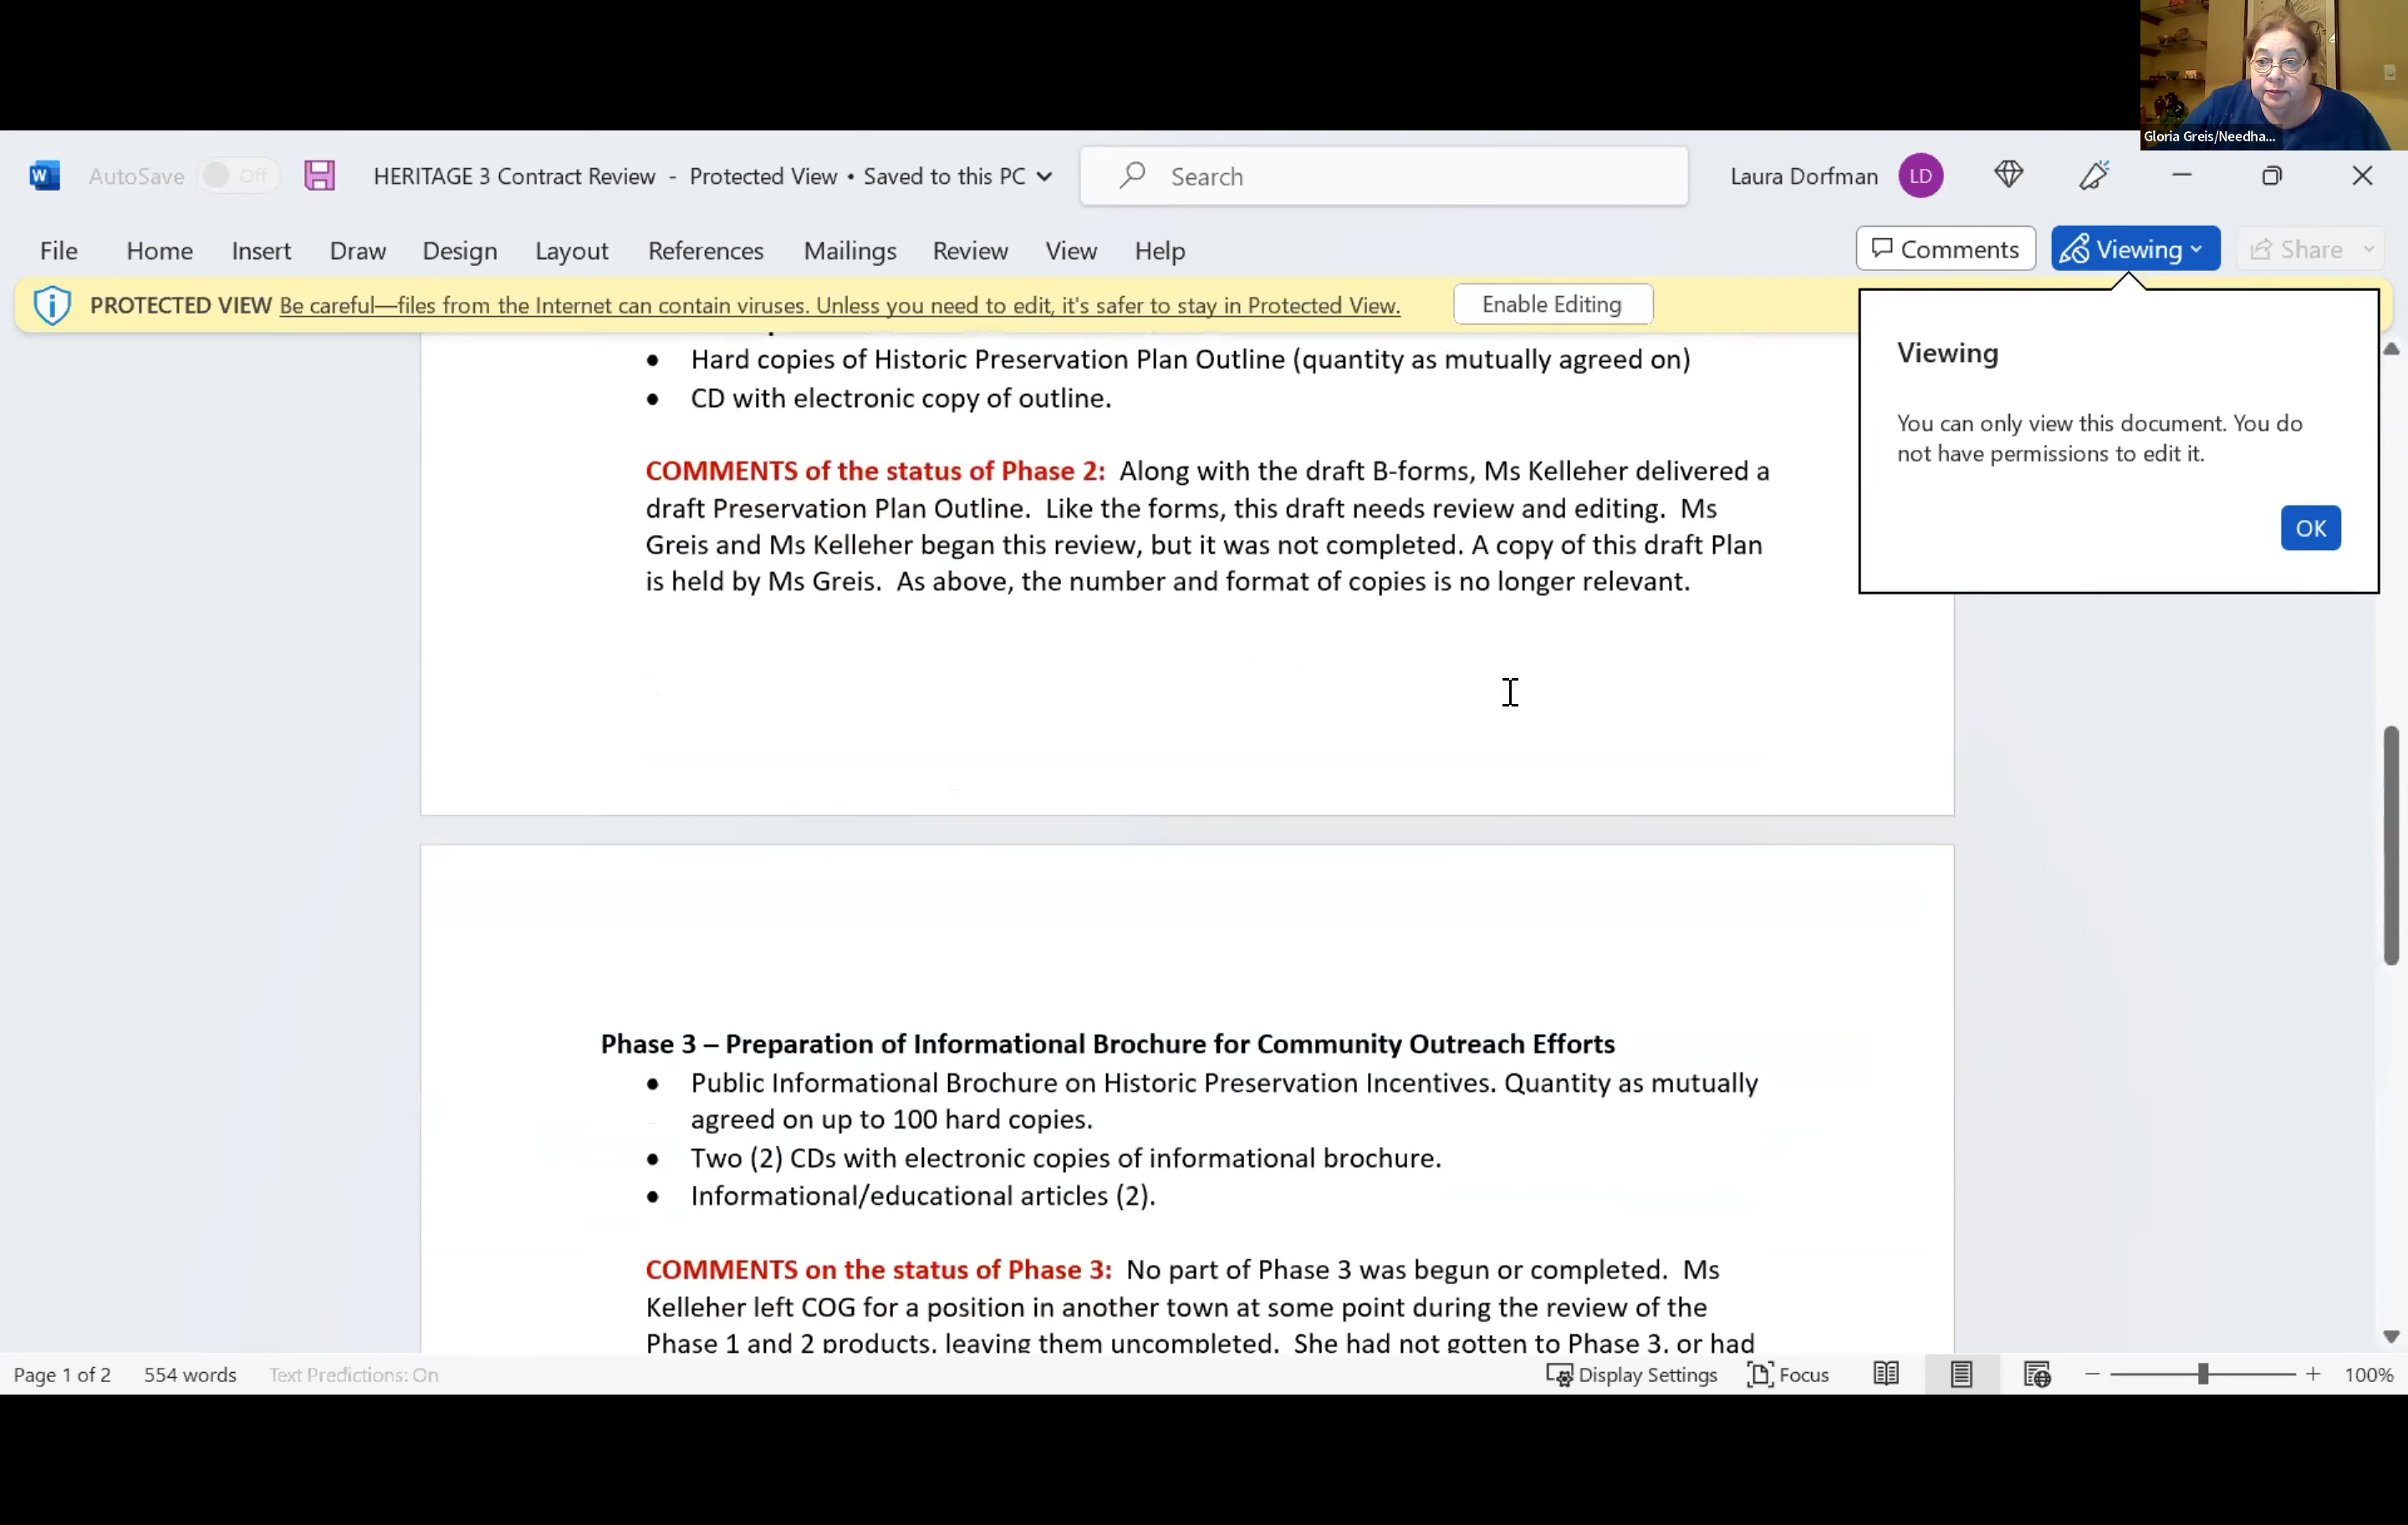 Gloria Greis/Needha...
AutoSave Off HERITAGE 3 Contract Review - Protected View • Saved to this PC Search Laura Dorfman LD
File Home Insert Draw Design Layout References Mailings Review View Help Comments Viewing Share
PROTECTED VIEW Be careful—files from the Internet can contain viruses. Unless you need to edit, it's safer to stay in Protected View. Enable Editing
Viewing
You can only view this document. You do
not have permissions to edit it.
OK
• Hard copies of Historic Preservation Plan Outline (quantity as mutually agreed on)
• CD with electronic copy of outline.
COMMENTS of the status of Phase 2: Along with the draft B-forms, Ms Kelleher delivered a
draft Preservation Plan Outline. Like the forms, this draft needs review and editing. Ms
Greis and Ms Kelleher began this review, but it was not completed. A copy of this draft Plan
is held by Ms Greis. As above, the number and format of copies is no longer relevant.
Phase 3 – Preparation of Informational Brochure for Community Outreach Efforts
• Public Informational Brochure on Historic Preservation Incentives. Quantity as mutually
agreed on up to 100 hard copies.
• Two (2) CDs with electronic copies of informational brochure.
• Informational/educational articles (2).
COMMENTS on the status of Phase 3: No part of Phase 3 was begun or completed. Ms
Kelleher left COG for a position in another town at some point during the review of the
Phase 1 and 2 products, leaving them uncompleted. She had not gotten to Phase 3, or had
Page 1 of 2 554 words Text Predictions: On Display Settings Focus 100%